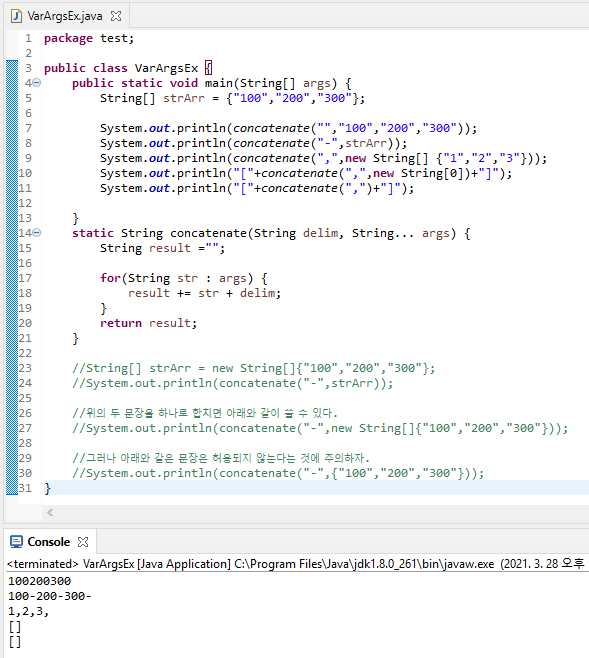 VarArgsEx.java
1 package test;
2
3 public class VarArgsEx {
4 public static void main(String[] args) {
5 String[] strArr = {"100","200","300"};
6
7 System.out.println(concatenate("","100","200","300"));
8 System.out.println(concatenate("-",strArr));
9 System.out.println(concatenate(",",new String[] {"1","2","3"}));
10 System.out.println("["+concatenate(",",new String[0])+"]");
11 System.out.println("["+concatenate(",")+"]");
12
13 }
14 static String concatenate(String delim, String... args) {
15 String result ="";
16
17 for(String str : args) {
18 result += str + delim;
19 }
20 return result;
21 }
22
23 //String[] strArr = new String[]{"100","200","300"};
24 //System.out.println(concatenate("-",strArr));
25
26 //위의 두 문장을 하나로 합치면 아래와 같이 쓸 수 있다.
27 //System.out.println(concatenate("-",new String[]{"100","200","300"}));
28
29 //그러나 아래와 같은 문장은 허용되지 않는다는 것에 주의하자.
30 //System.out.println(concatenate("-",{"100","200","300"}));
31 }
Console
<terminated> VarArgsEx [Java Application] C:\Program Files\Java\jdk1.8.0_261\bin\javaw.exe (2021. 3. 28 오후
100200300
100-200-300-
1,2,3,
[]
[]